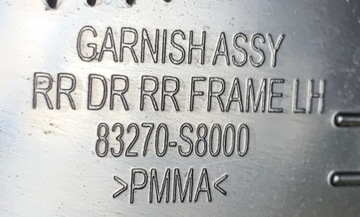 GARNISH ASSY
RR DR RR FRAME LH
83270-S8000
>PMMA<